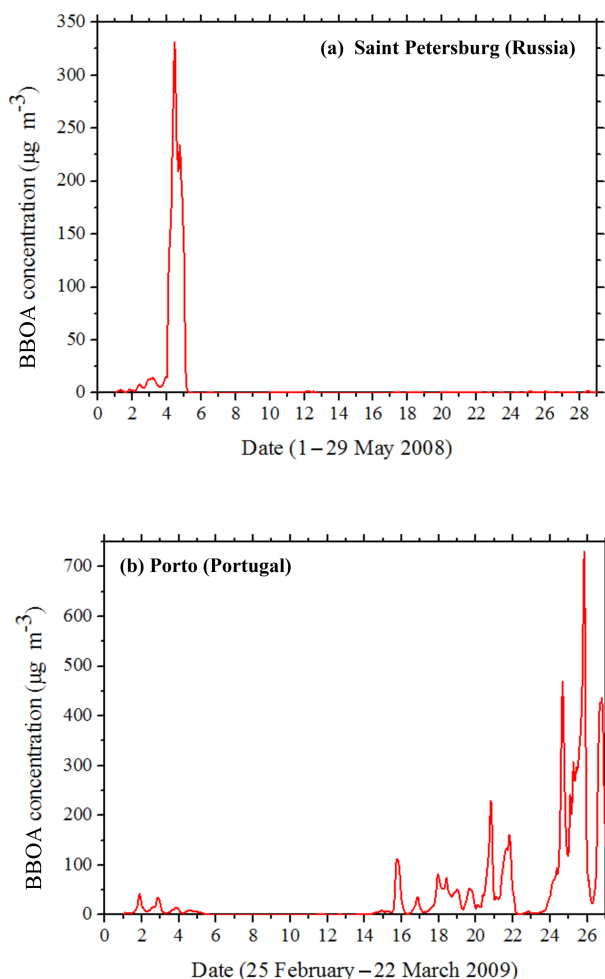 (a) Saint Petersburg (Russia)
BBOA concentration (µg m-3)
350
300
250
200
150
100
50
0
0 2 4 6 8 10 12 14 16 18 20 22 24 26 28
Date (1–29 May 2008)
(b) Porto (Portugal)
BBOA concentration (µg m-3)
700
600
500
400
300
200
100
0
0 2 4 6 8 10 12 14 16 18 20 22 24 26
Date (25 February–22 March 2009)